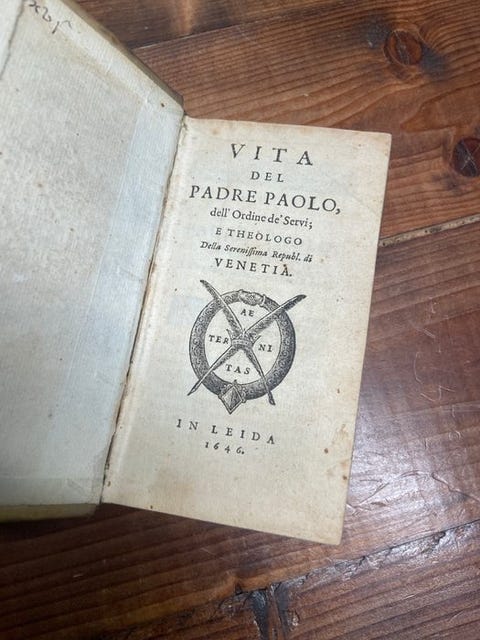 VITA
DEL
PADRE PAOLO,
dell' Ordine de' Servi;
E THEOLOGO
Della Serenissima Republ. di
VENETIA.
AE
TER NI
TAS
IN LEIDA
1646.